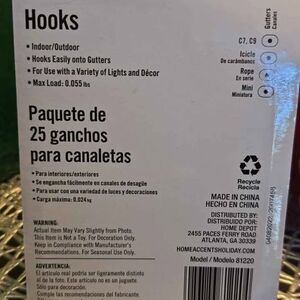 Hooks
• Indoor/Outdoor
• Hooks Easily onto Gutters
• For Use with a Variety of Lights and Décor
• Max Load: 0.055 lbs
Paquete de
25 ganchos
para canaletas
• Para interiores/exteriores
• Se engancha fácilmente en canales de desagüe
• Para usar con una variedad de luces y decoraciones
• Carga máxima: 0.024 kg
Gutters
Canales
C7, C9
Icicle
De carámbanos
Rope
En serie
Mini
Miniatura
Recycle
Recicla
MADE IN CHINA
HECHO EN CHINA
DISTRIBUTED BY:
DISTRIBUIDO POR:
HOME DEPOT
2455 PACES FERRY ROAD
ATLANTA, GA 30339
HOMEACCENTSHOLIDAY.COM
Model / Modelo 81220
WARNING:
Actual Item May Vary Slightly from Photo.
This Item is Not a Toy. For Decoration Only.
Keep in Compliance with Manufacturer's
Recommendations. For Seasonal Use Only.
ADVERTENCIA:
El artículo real podría ser ligeramente distinto
de la foto. Este artículo no es un juguete.
Sólo para decoración.
Cumple las recomendaciones del fabricante.